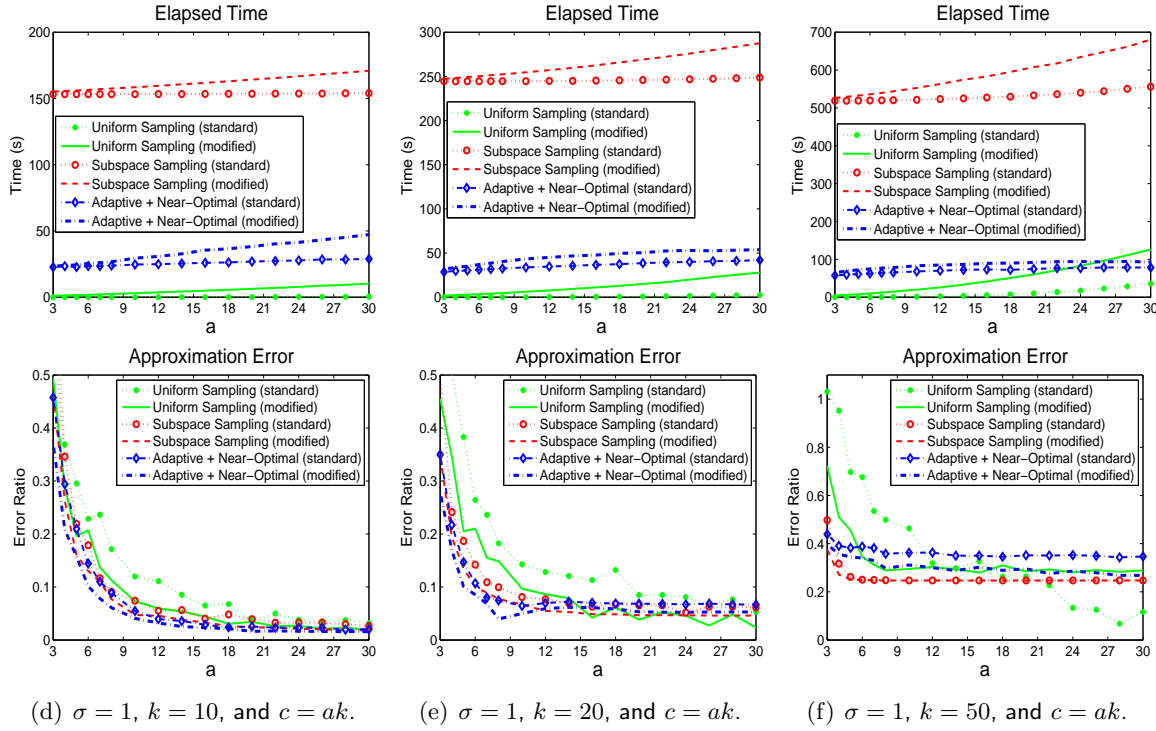 Elapsed Time
200
150
100
50
0
Time (s)
Uniform Sampling (standard)
Uniform Sampling (modified)
Subspace Sampling (standard)
Subspace Sampling (modified)
Adaptive + Near−Optimal (standard)
Adaptive + Near−Optimal (modified)
3 6 9 12 15 18 21 24 27 30
a
Elapsed Time
300
250
200
150
100
50
0
Time (s)
Uniform Sampling (standard)
Uniform Sampling (modified)
Subspace Sampling (standard)
Subspace Sampling (modified)
Adaptive + Near−Optimal (standard)
Adaptive + Near−Optimal (modified)
3 6 9 12 15 18 21 24 27 30
a
Elapsed Time
700
600
500
400
300
200
100
0
Time (s)
Uniform Sampling (standard)
Uniform Sampling (modified)
Subspace Sampling (standard)
Subspace Sampling (modified)
Adaptive + Near−Optimal (standard)
Adaptive + Near−Optimal (modified)
3 6 9 12 15 18 21 24 27 30
a
Approximation Error
0.5
0.4
0.3
0.2
0.1
0
Error Ratio
Uniform Sampling (standard)
Uniform Sampling (modified)
Subspace Sampling (standard)
Subspace Sampling (modified)
Adaptive + Near−Optimal (standard)
Adaptive + Near−Optimal (modified)
3 6 9 12 15 18 21 24 27 30
a
Approximation Error
0.5
0.4
0.3
0.2
0.1
0
Error Ratio
Uniform Sampling (standard)
Uniform Sampling (modified)
Subspace Sampling (standard)
Subspace Sampling (modified)
Adaptive + Near−Optimal (standard)
Adaptive + Near−Optimal (modified)
3 6 9 12 15 18 21 24 27 30
a
Approximation Error
1
0.8
0.6
0.4
0.2
0
Error Ratio
Uniform Sampling (standard)
Uniform Sampling (modified)
Subspace Sampling (standard)
Subspace Sampling (modified)
Adaptive + Near−Optimal (standard)
Adaptive + Near−Optimal (modified)
3 6 9 12 15 18 21 24 27 30
a
(d) σ = 1, k = 10, and c = ak.
(e) σ = 1, k = 20, and c = ak.
(f) σ = 1, k = 50, and c = ak.